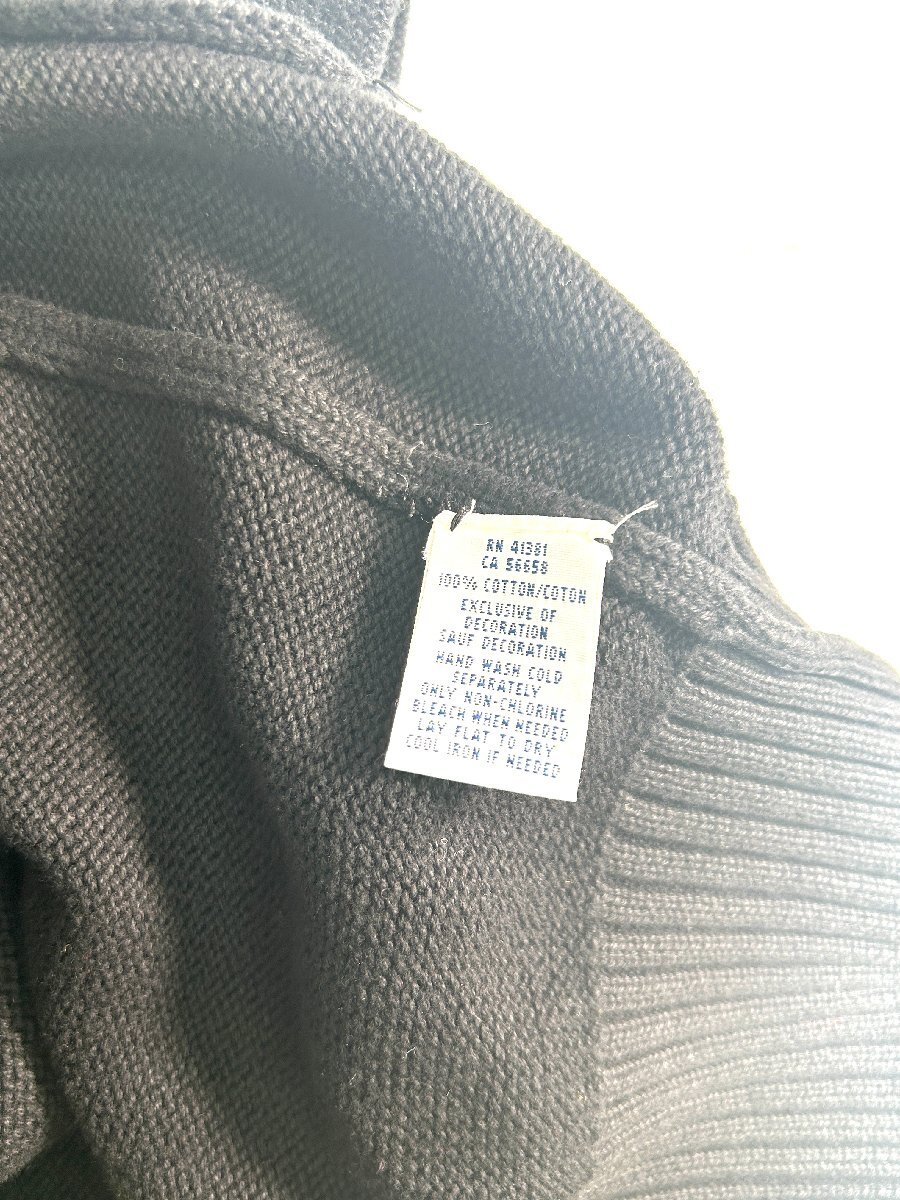 RN 41381
CA 56658
100% COTTON/COTON
EXCLUSIVE OF
DECORATION
SAUF DECORATION
HAND WASH COLD
SEPARATELY
ONLY NON-CHLORINE
BLEACH WHEN NEEDED
LAY FLAT TO DRY
COOL IRON IF NEEDED